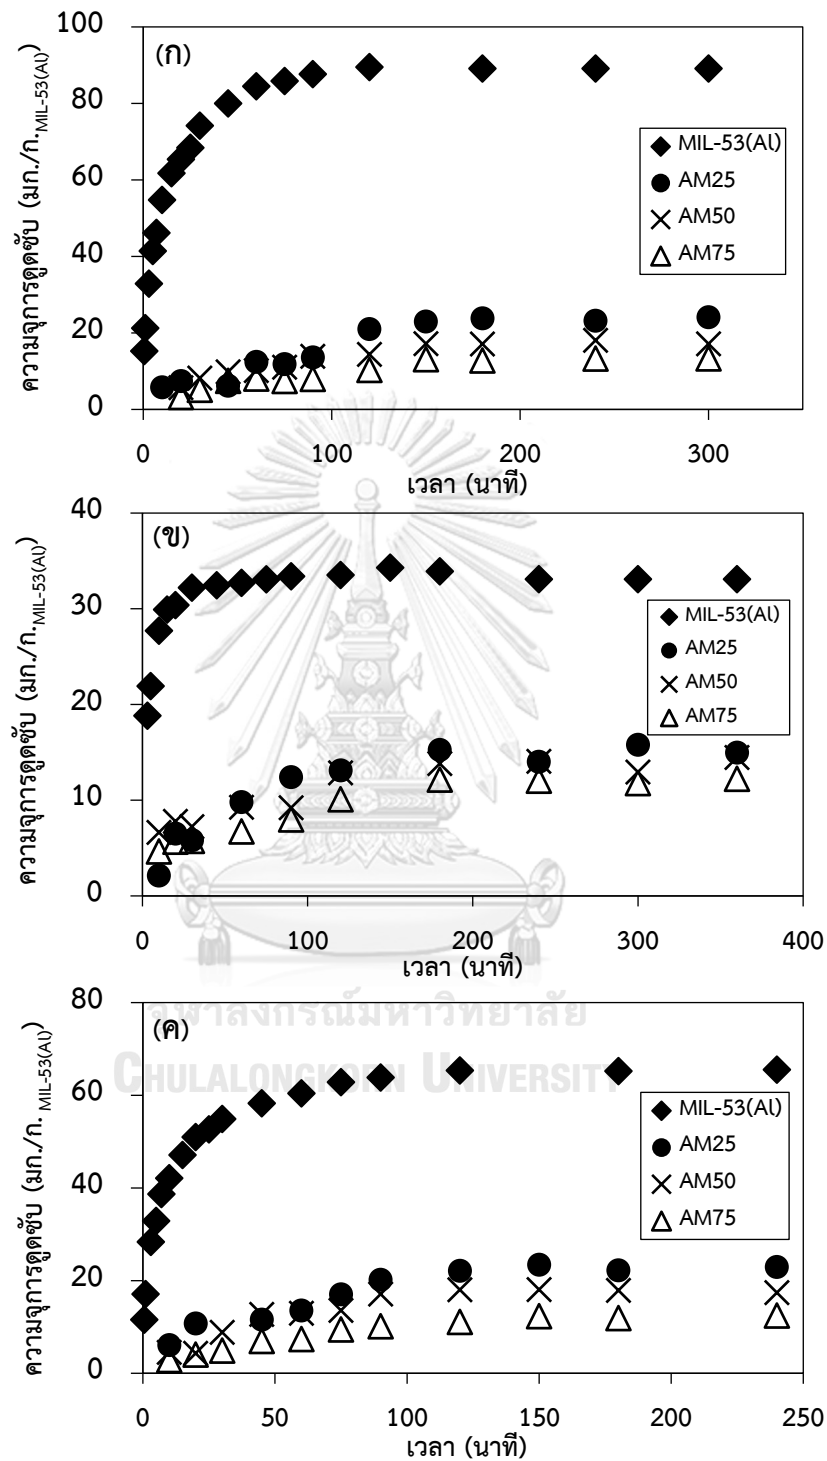 (ก)
ความจุการดูดซับ (มก./ก.MIL-53(Al))
100
80
60
40
20
0
MIL-53(Al)
AM25
AM50
AM75
0 100 200 300
เวลา (นาที)
(ข)
ความจุการดูดซับ (มก./ก.MIL-53(Al))
40
30
20
10
0
MIL-53(Al)
AM25
AM50
AM75
0 100 200 300 400
เวลา (นาที)
จุฬาลงกรณ์มหาวิทยาลัย
CHULALONGKORN UNIVERSITY
(ค)
ความจุการดูดซับ (มก./ก. MIL-53(Al))
80
60
40
20
0
MIL-53(Al)
AM25
AM50
AM75
0 50 100 150 200 250
เวลา (นาที)